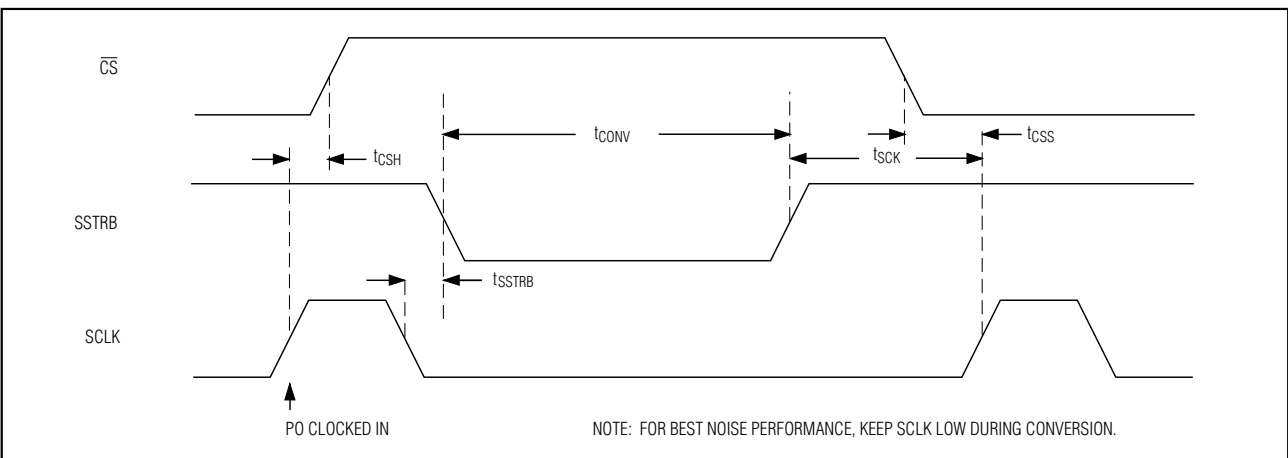 CS
tCONV
tCSS
tCSH
tSCK
SSTRB
tSSTRB
SCLK
PO CLOCKED IN
NOTE: FOR BEST NOISE PERFORMANCE, KEEP SCLK LOW DURING CONVERSION.